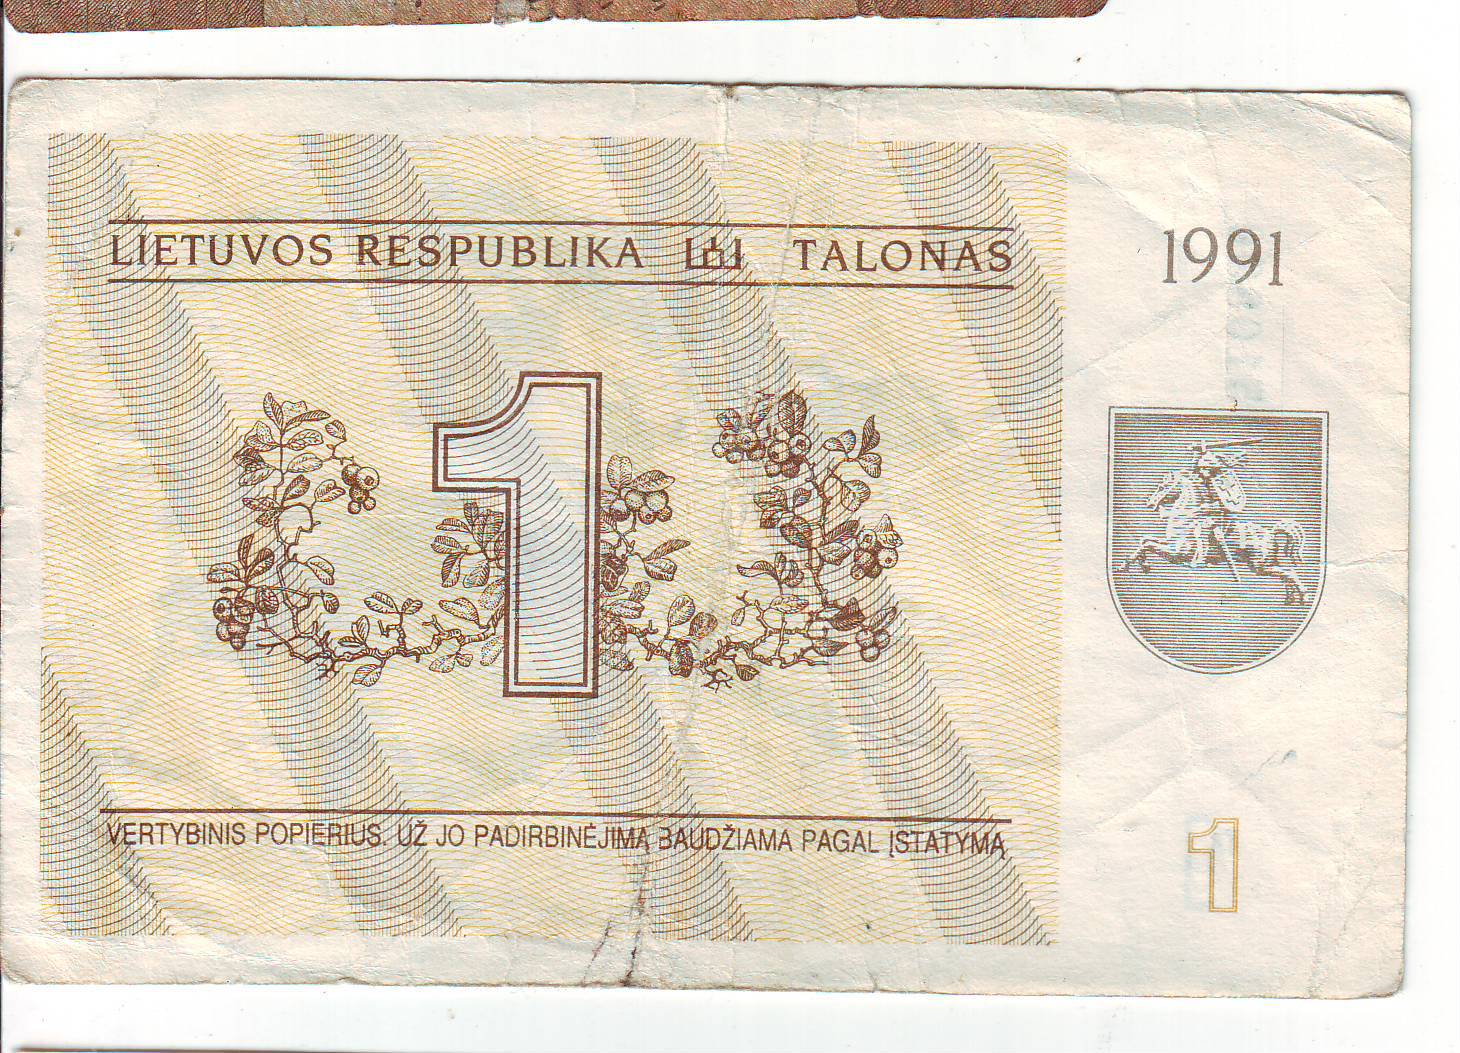 LIETUVOS RESPUBLIKA TALONAS
1991
1
VERTYBINIS POPIERIUS. UŽ JO PADIRBINĖJIMĄ BAUDŽIAMA PAGAL ĮSTATYMĄ
1